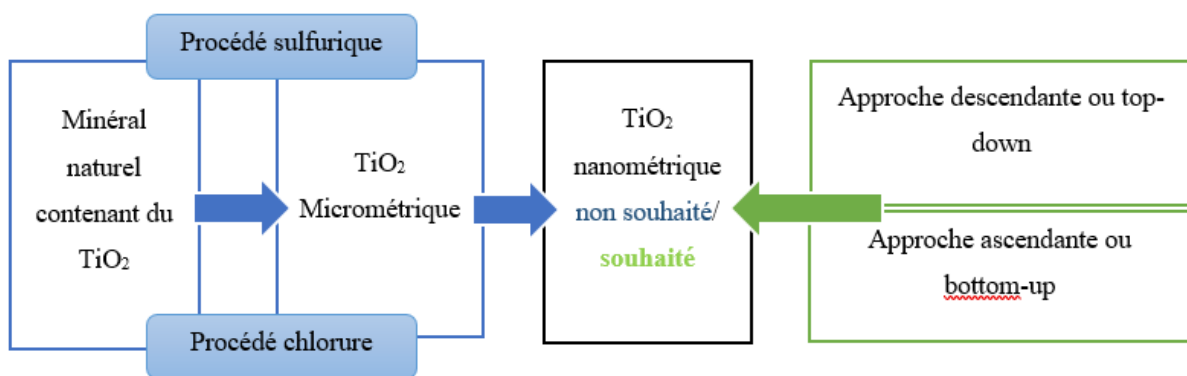 Procédé sulfurique
Minéral
naturel
contenant du
TiO2
TiO2
Micrométrique
Procédé chlorure
TiO2
nanométrique
non souhaité/
souhaité
Approche descendante ou top-
down
Approche ascendante ou
bottom-up